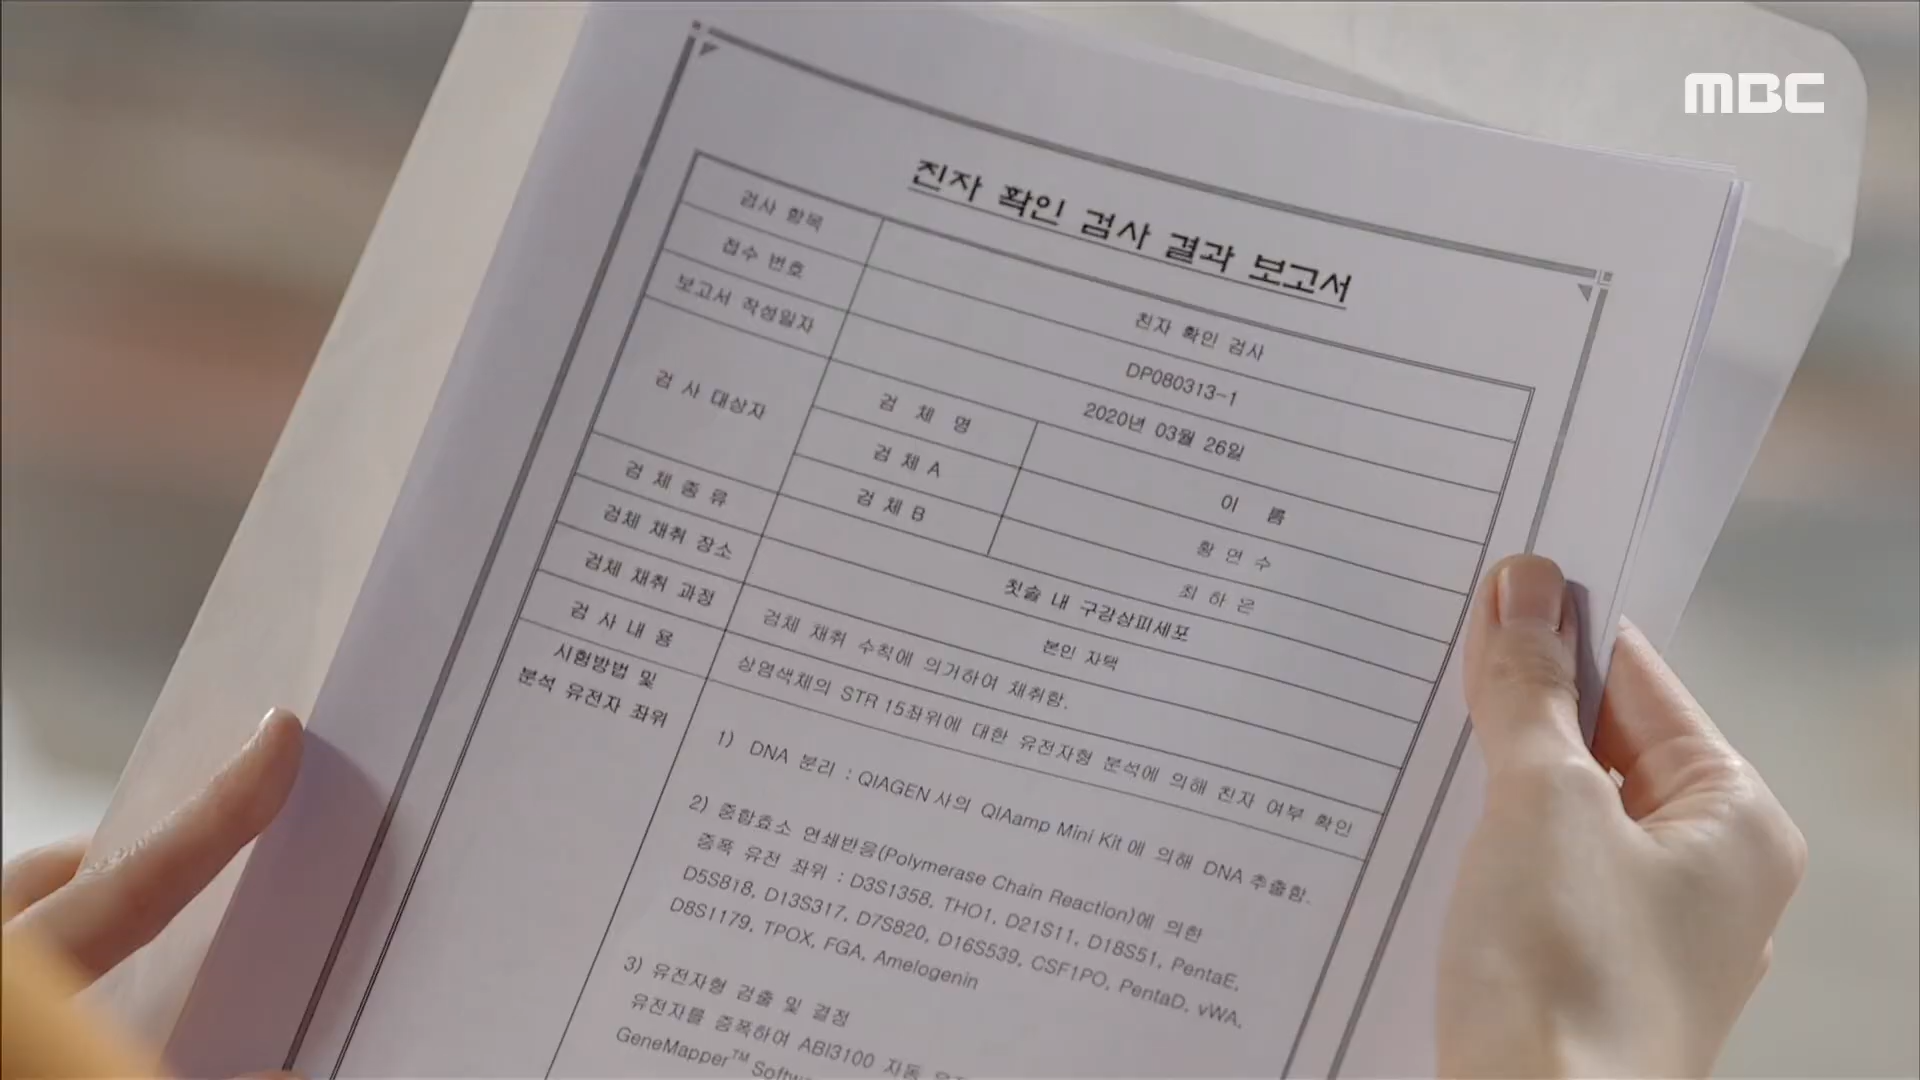 MBC
친자 확인 검사 결과 보고서
검사 항목 친자 확인 검사
접수 번호 DP080313-1
보고서 작성일자 2020년 03월 26일
검 사 대상자 검 체 명 이 름
검 체 A 황 연 수
검 체 B 최 하 은
검 체 종 류 칫솔 내 구강상피세포
검체 채취 장소 본인 자택
검체 채취 과정 검체 채취 수칙에 의거하여 채취함.
검 사 내 용 상염색체의 STR 15좌위에 대한 유전자형 분석에 의해 친자 여부 확인
시험방법 및
분석 유전자 좌위
1) DNA 분리 : QIAGEN 사의 QIAamp Mini Kit 에 의해 DNA 추출함.
2) 중합효소 연쇄반응(Polymerase Chain Reaction)에 의한
증폭 유전 좌위 : D3S1358, THO1, D21S11, D18S51, PentaE,
D5S818, D13S317, D7S820, D16S539, CSF1PO, PentaD, vWA,
D8S1179, TPOX, FGA, Amelogenin
3) 유전자형 검출 및 결정
유전자를 증폭하여 ABI3100 자동
GeneMapper™